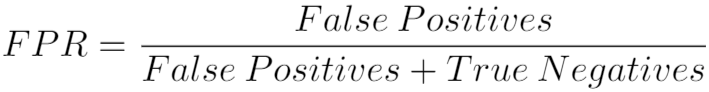 FPR = False Positives / False Positives + True Negatives